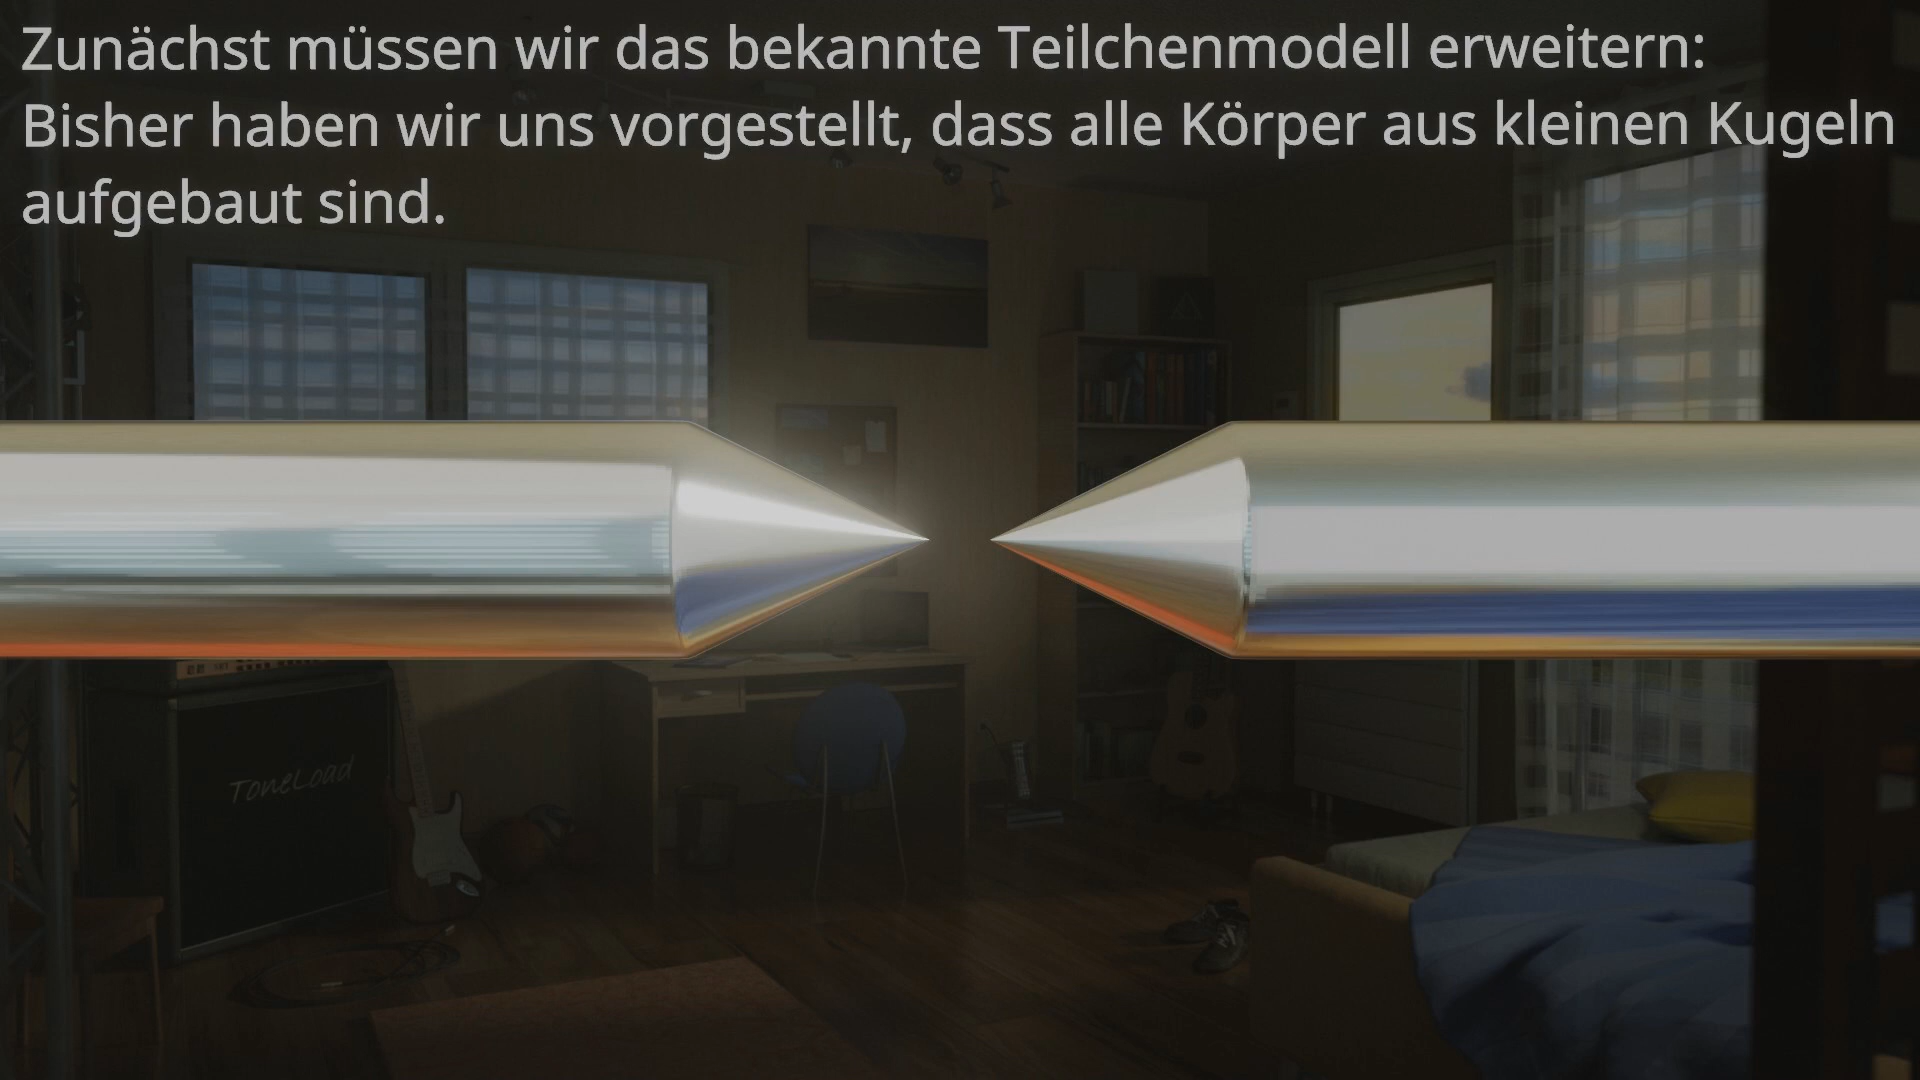 Zunächst müssen wir das bekannte Teilchenmodell erweitern:
Bisher haben wir uns vorgestellt, dass alle Körper aus kleinen Kugeln
aufgebaut sind.
ToneLoad